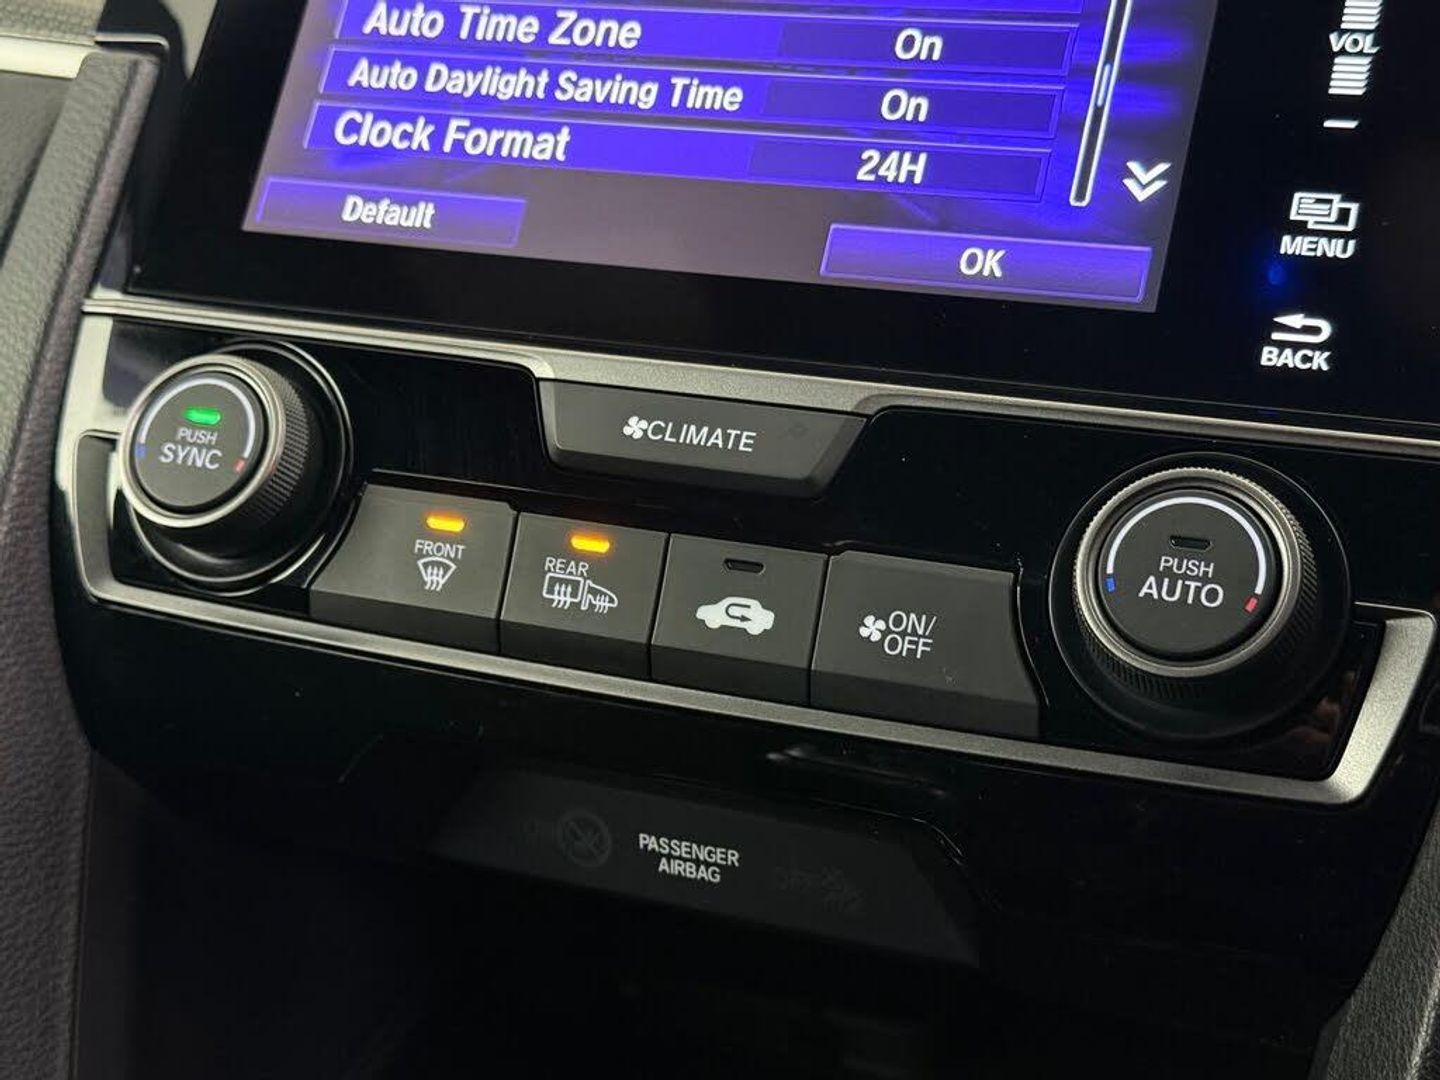 Auto Time Zone On
Auto Daylight Saving Time On
Clock Format 24H
Default
OK
VOL
MENU
BACK
PUSH
SYNC
CLIMATE
FRONT
REAR
ON/
OFF
PUSH
AUTO
PASSENGER
AIRBAG